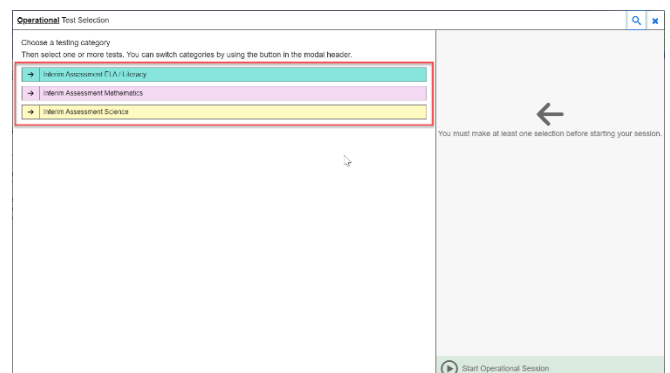 Operational Test Selection
Choose a testing category
Then select one or more tests. You can switch categories by using the button in the modal header.
Interim Assessment ELA / Literacy
Interim Assessment Mathematics
Interim Assessment Science
You must make at least one selection before starting your session.
Start Operational Session